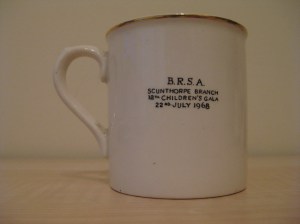 B.R.S.A.
SCUNTHORPE BRANCH
18TH CHILDREN'S GALA
22ND JULY 1968